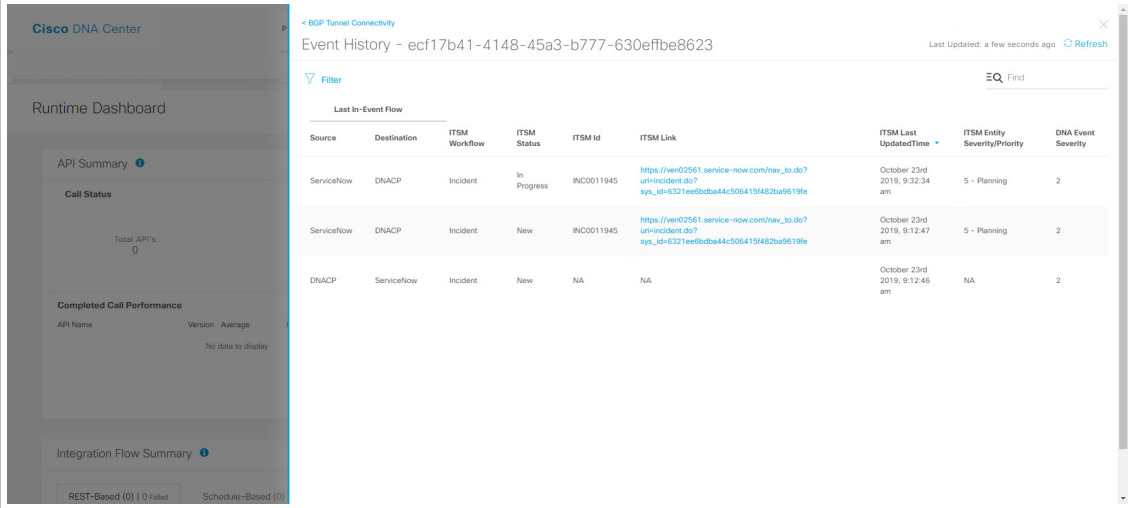 Cisco DNA Center
Runtime Dashboard
API Summary
Call Status
Total API's
0
Completed Call Performance
API Name Version Average
No data to display
Integration Flow Summary
REST-Based (0) | 0 Failed Schedule-Based (0)
< BGP Tunnel Connectivity
Event History - ecf17b41-4148-45a3-b777-630effbe8623
Last Updated: a few seconds ago Refresh
Filter
Find
Last In-Event Flow
Source Destination ITSM Workflow ITSM Status ITSM Id ITSM Link ITSM Last UpdatedTime ITSM Entity Severity/Priority DNA Event Severity
ServiceNow DNACP Incident In Progress INC0011945 https://ven02561.service-now.com/nav_to.do?uri=incident.do?sys_id=6321ee6bdba44c506415f482ba9619fe October 23rd 2019, 9:32:34 am 5 - Planning 2
ServiceNow DNACP Incident New INC0011945 https://ven02561.service-now.com/nav_to.do?uri=incident.do?sys_id=6321ee6bdba44c506415f482ba9619fe October 23rd 2019, 9:12:47 am 5 - Planning 2
DNACP ServiceNow Incident New NA NA October 23rd 2019, 9:12:46 am NA 2